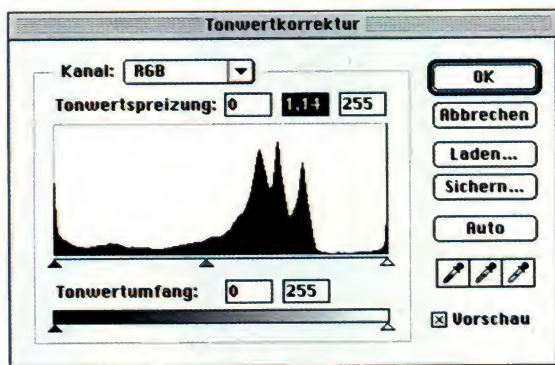 Tonwertkorrektur
Kanal: RGB
OK
Tonwertspreizung: 0 1.14 255
Abbrechen
Laden...
Sichern...
Auto
Tonwertumfang: 0 255
Vorschau